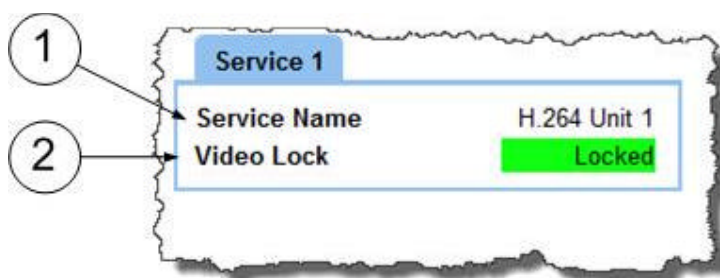 1
Service 1
Service Name H.264 Unit 1
2
Video Lock Locked